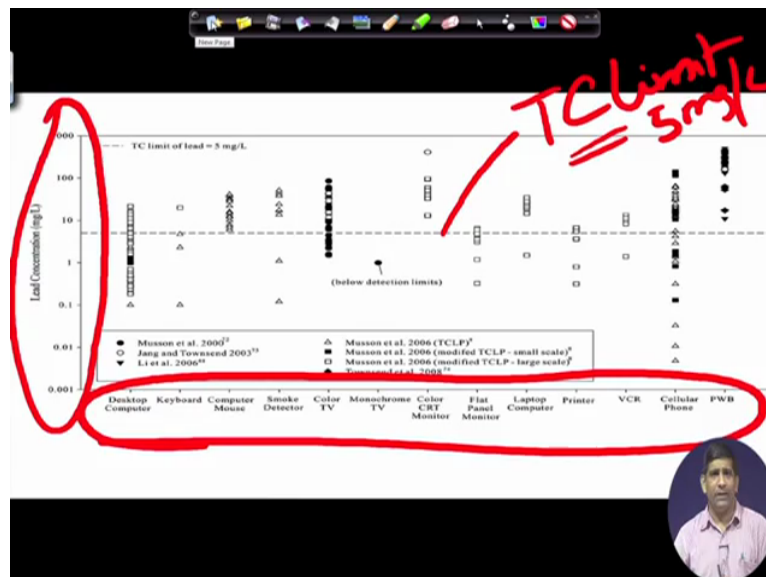 New Page
TC Limit
5 mg/L
000
TC limit of lead = 5 mg/L
100
10
1
0.1
0.01
0.001
Lead Concentration (mg/L)
(below detection limits)
Musson et al. 2000
Jang and Townsend 2003
Li et al. 2006
Musson et al. 2006 (TCLP)
Musson et al. 2006 (modifed TCLP - small scale)
Musson et al. 2006 (modified TCLP - large scale)
Townsend et al. 2008
Desktop Computer
Keyboard
Computer Mouse
Smoke Detector
Color TV
Monochrome TV
Color CRT Monitor
Flat Panel Monitor
Laptop Computer
Printer
VCR
Cellular Phone
PWB